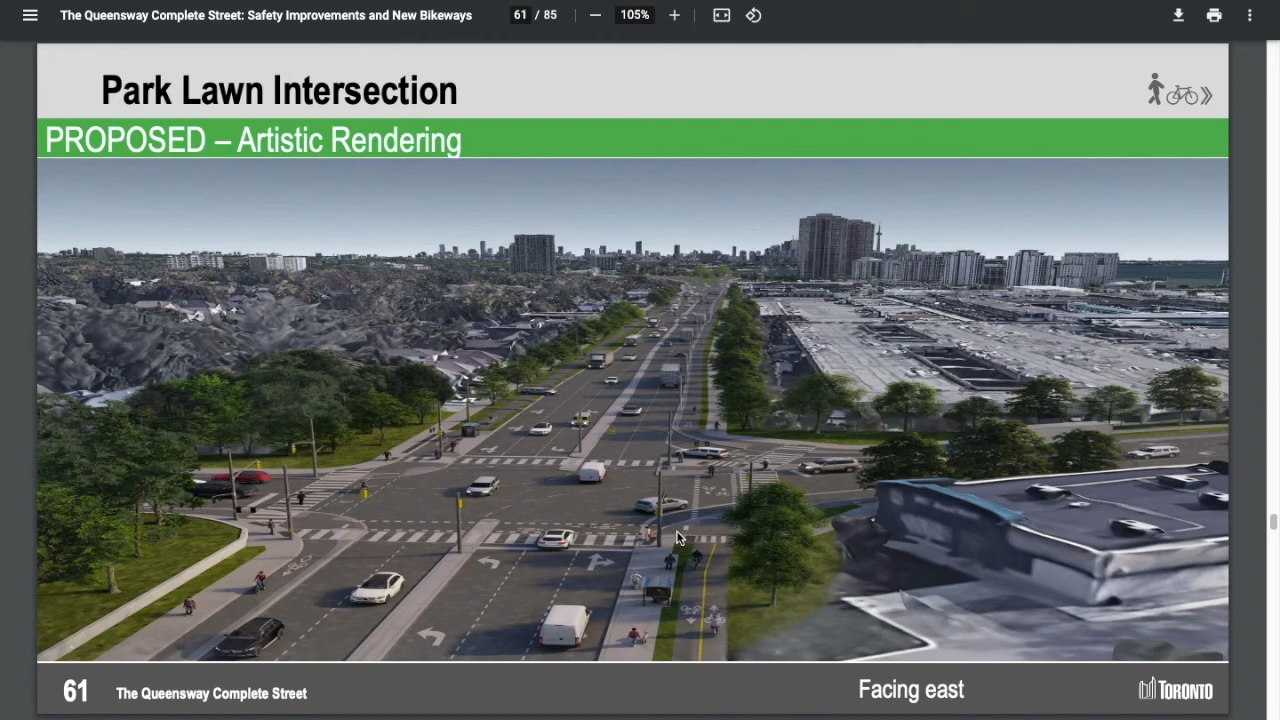 The Queensway Complete Street: Safety Improvements and New Bikeways
61 / 85
105%
Park Lawn Intersection
PROPOSED – Artistic Rendering
61
The Queensway Complete Street
Facing east
TORONTO